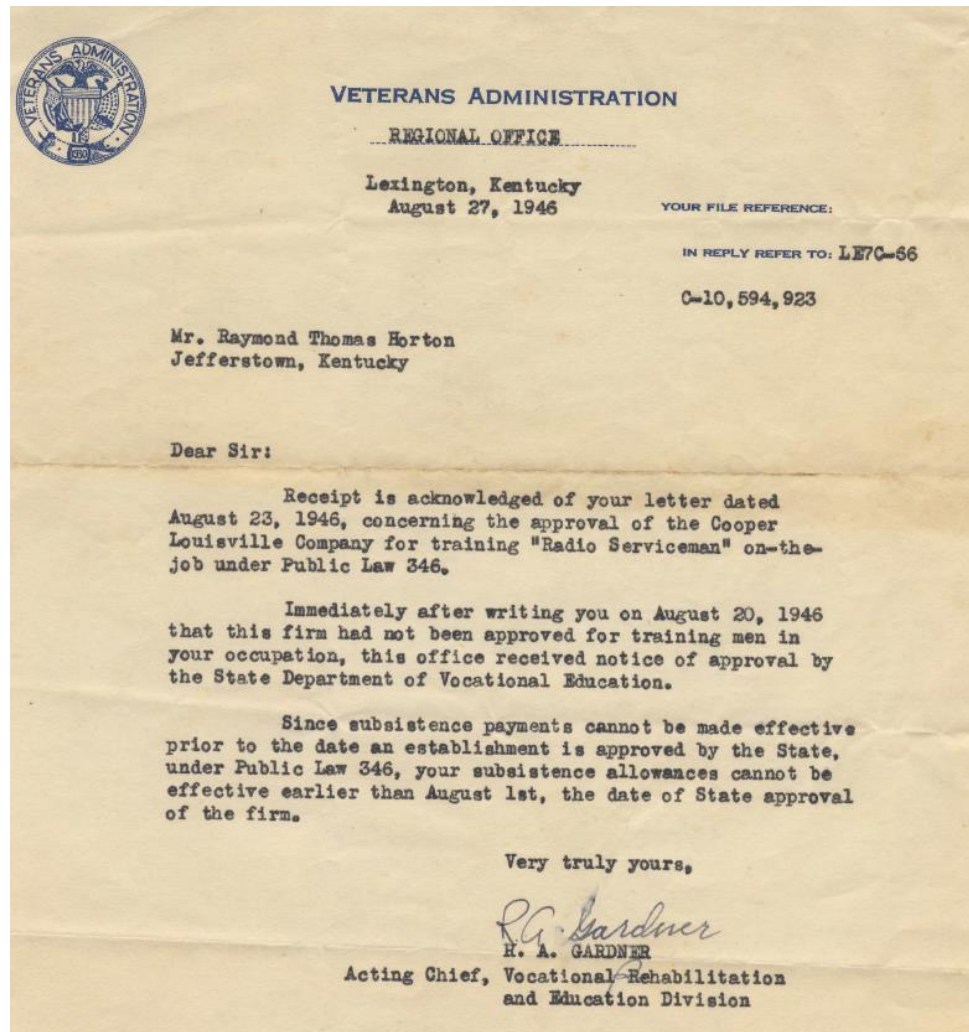 VETERANS ADMINISTRATION
1930
VETERANS ADMINISTRATION
REGIONAL OFFICE
Lexington, Kentucky
August 27, 1946
YOUR FILE REFERENCE:
IN REPLY REFER TO: LE7C-56
C-10,594,923
Mr. Raymond Thomas Horton
Jefferstown, Kentucky
Dear Sir:
Receipt is acknowledged of your letter dated
August 23, 1946, concerning the approval of the Cooper
Louisville Company for training "Radio Serviceman" on-the-
job under Public Law 346.
Immediately after writing you on August 20, 1946
that this firm had not been approved for training men in
your occupation, this office received notice of approval by
the State Department of Vocational Education.
Since subsistence payments cannot be made effective
prior to the date an establishment is approved by the State,
under Public Law 346, your subsistence allowances cannot be
effective earlier than August 1st, the date of State approval
of the firm.
Very truly yours,
R.A. Gardner
H. A. GARDNER
Acting Chief, Vocational Rehabilitation
and Education Division